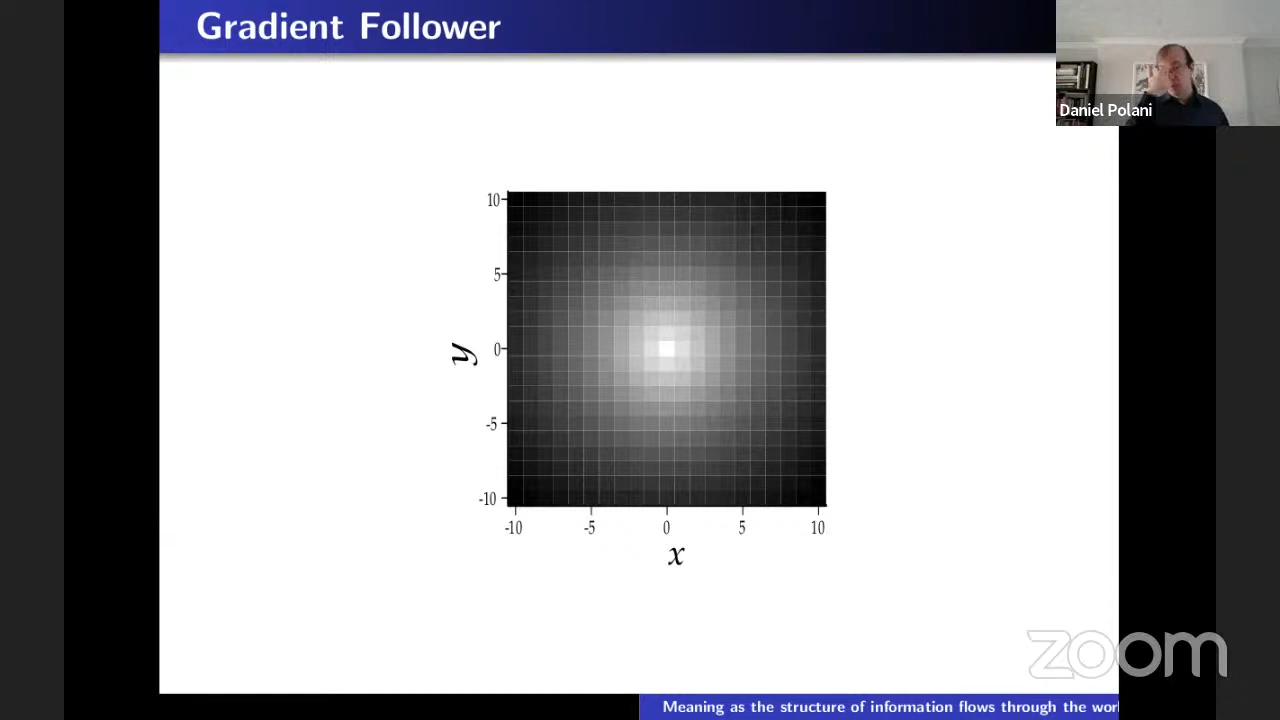 Gradient Follower
Daniel Polani
10
5
0
-5
-10
y
-10 -5 0 5 10
x
zoom
Meaning as the structure of information flows through the wor